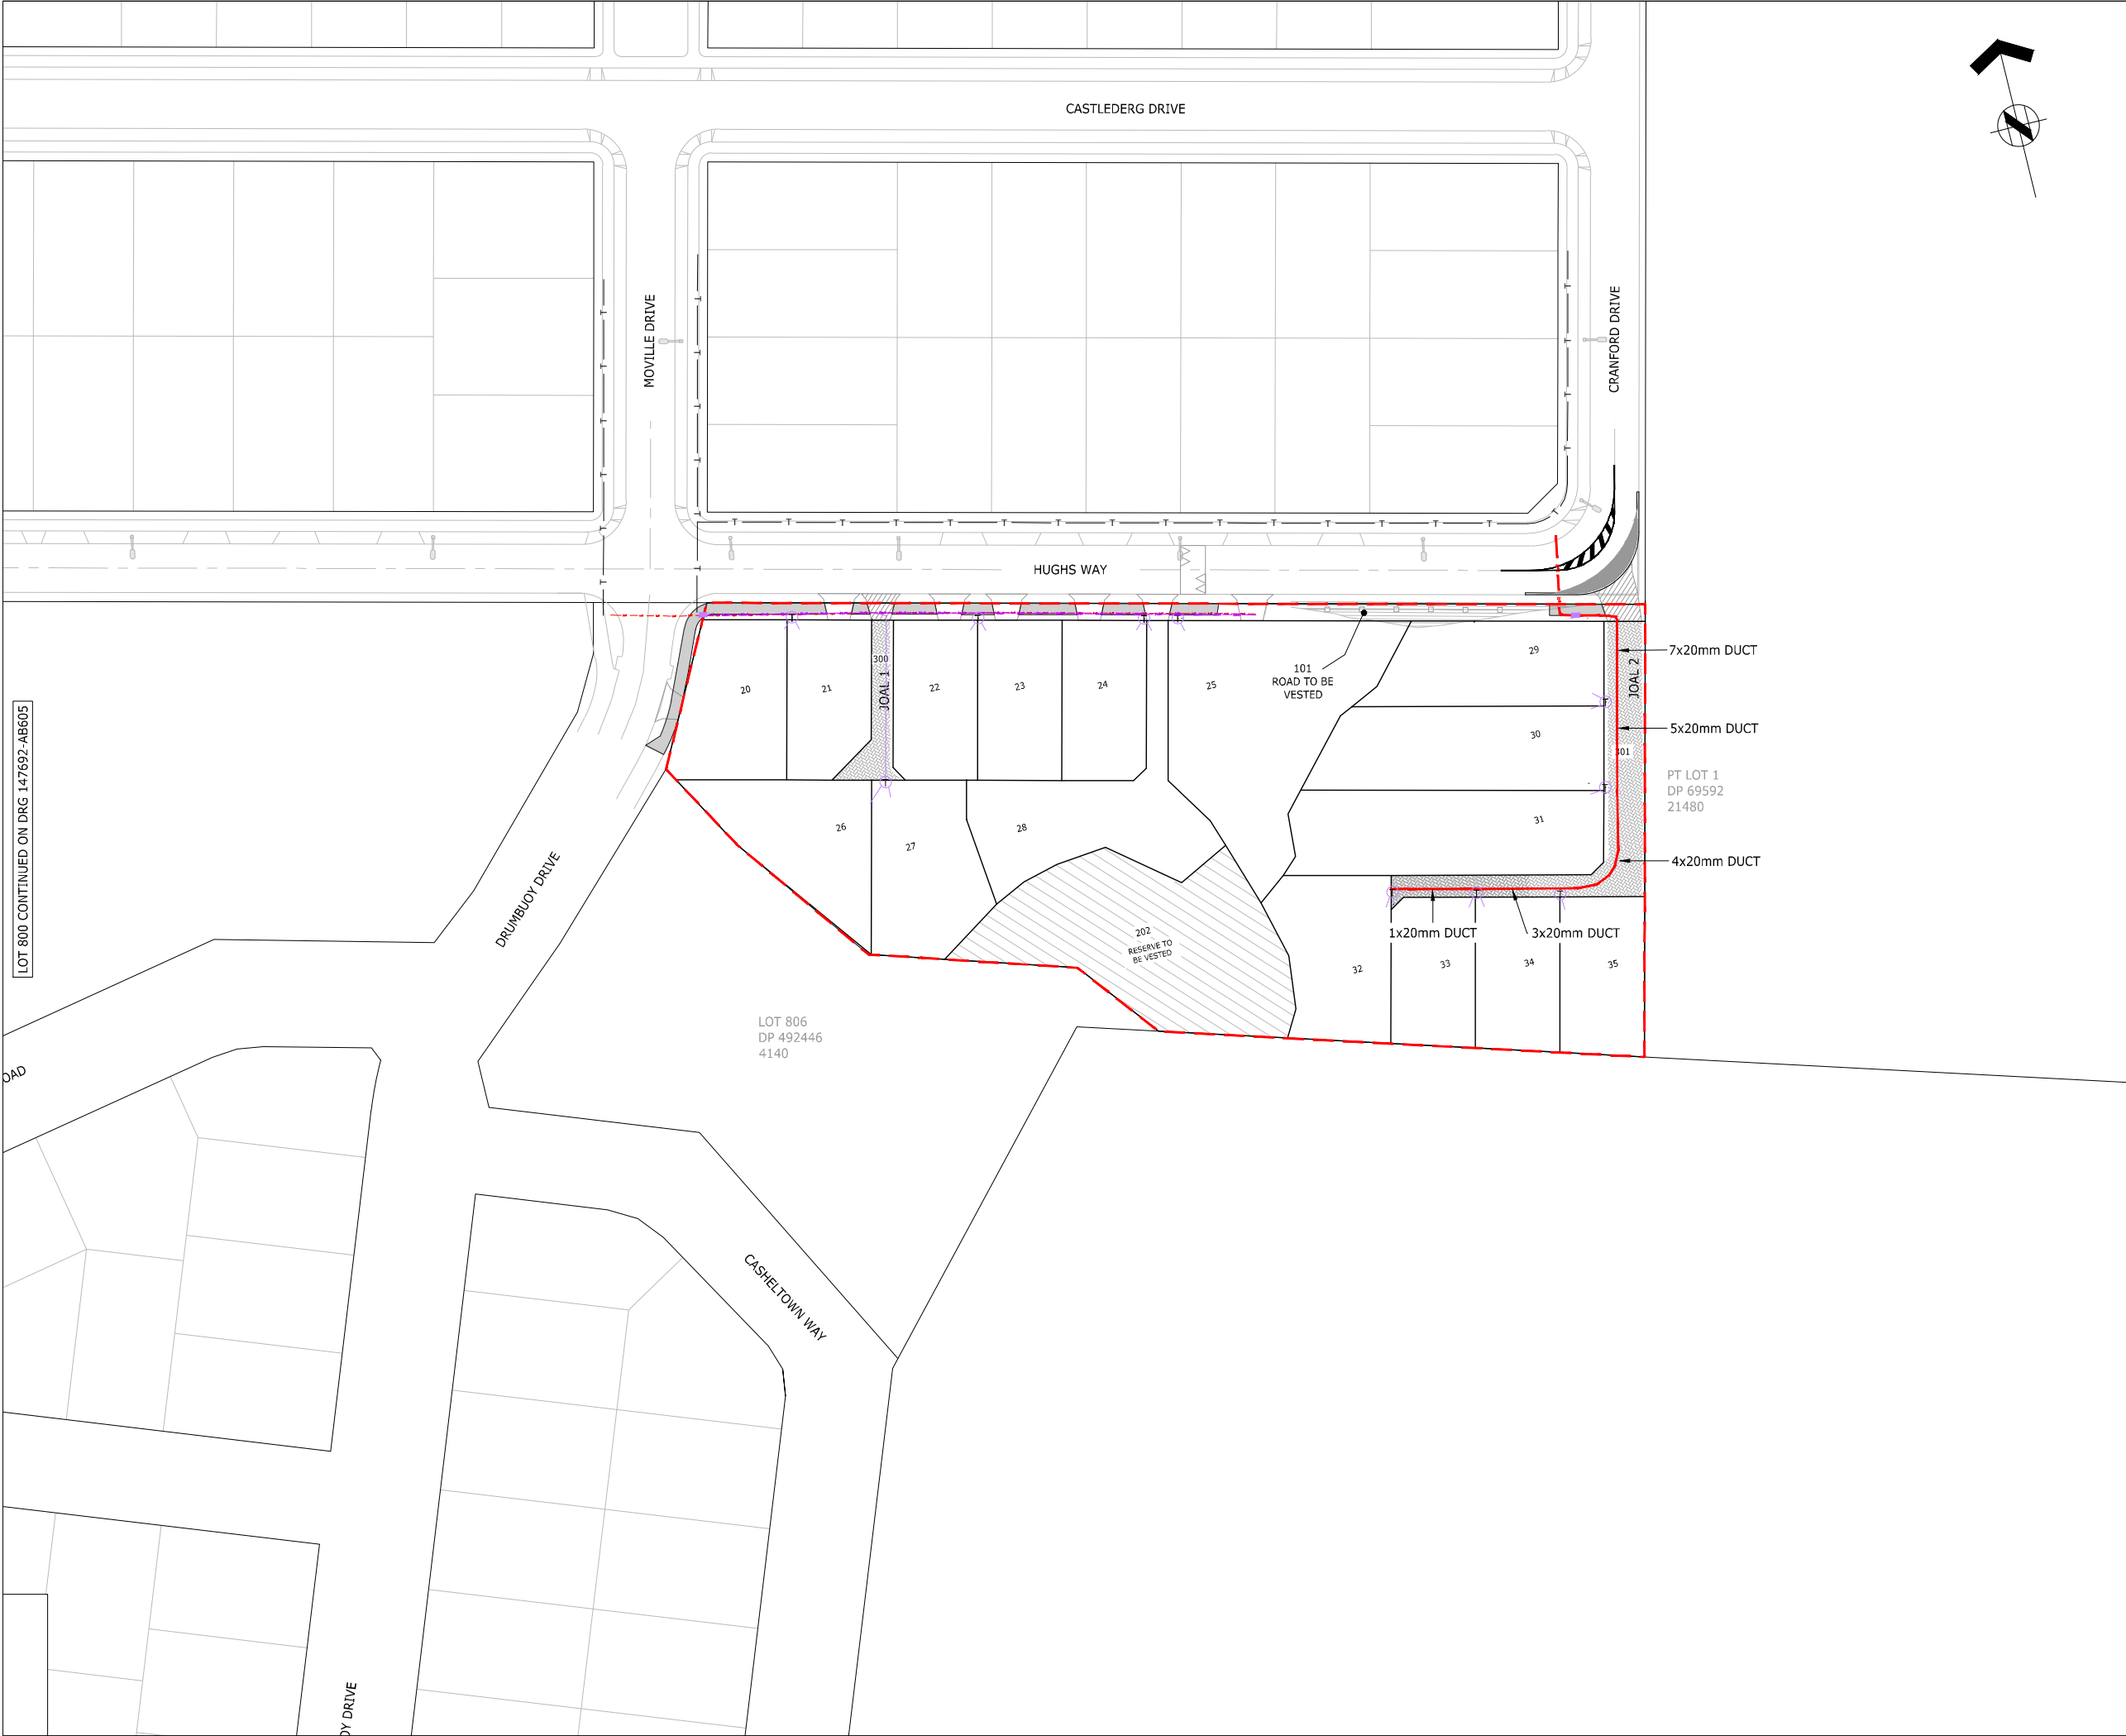 CASTLEDERG DRIVE
MOVILLE DRIVE
CRANFORD DRIVE
HUGHS WAY
LOT 800 CONTINUED ON DRG 147692-AB605
20
21
300
JOAL 1
22
23
24
25
101
ROAD TO BE
VESTED
29
JOAL 2
7x20mm DUCT
30
5x20mm DUCT
301
PT LOT 1
DP 69592
21480
31
4x20mm DUCT
26
27
28
DRUMBUOY DRIVE
202
RESERVE TO
BE VESTED
1x20mm DUCT
3x20mm DUCT
32
33
34
35
LOT 806
DP 492446
4140
OAD
CASHELTOWN WAY
OY DRIVE
T T T T T T
T T T T T T
T T T T T
T T T T T T T T T T T T T T T